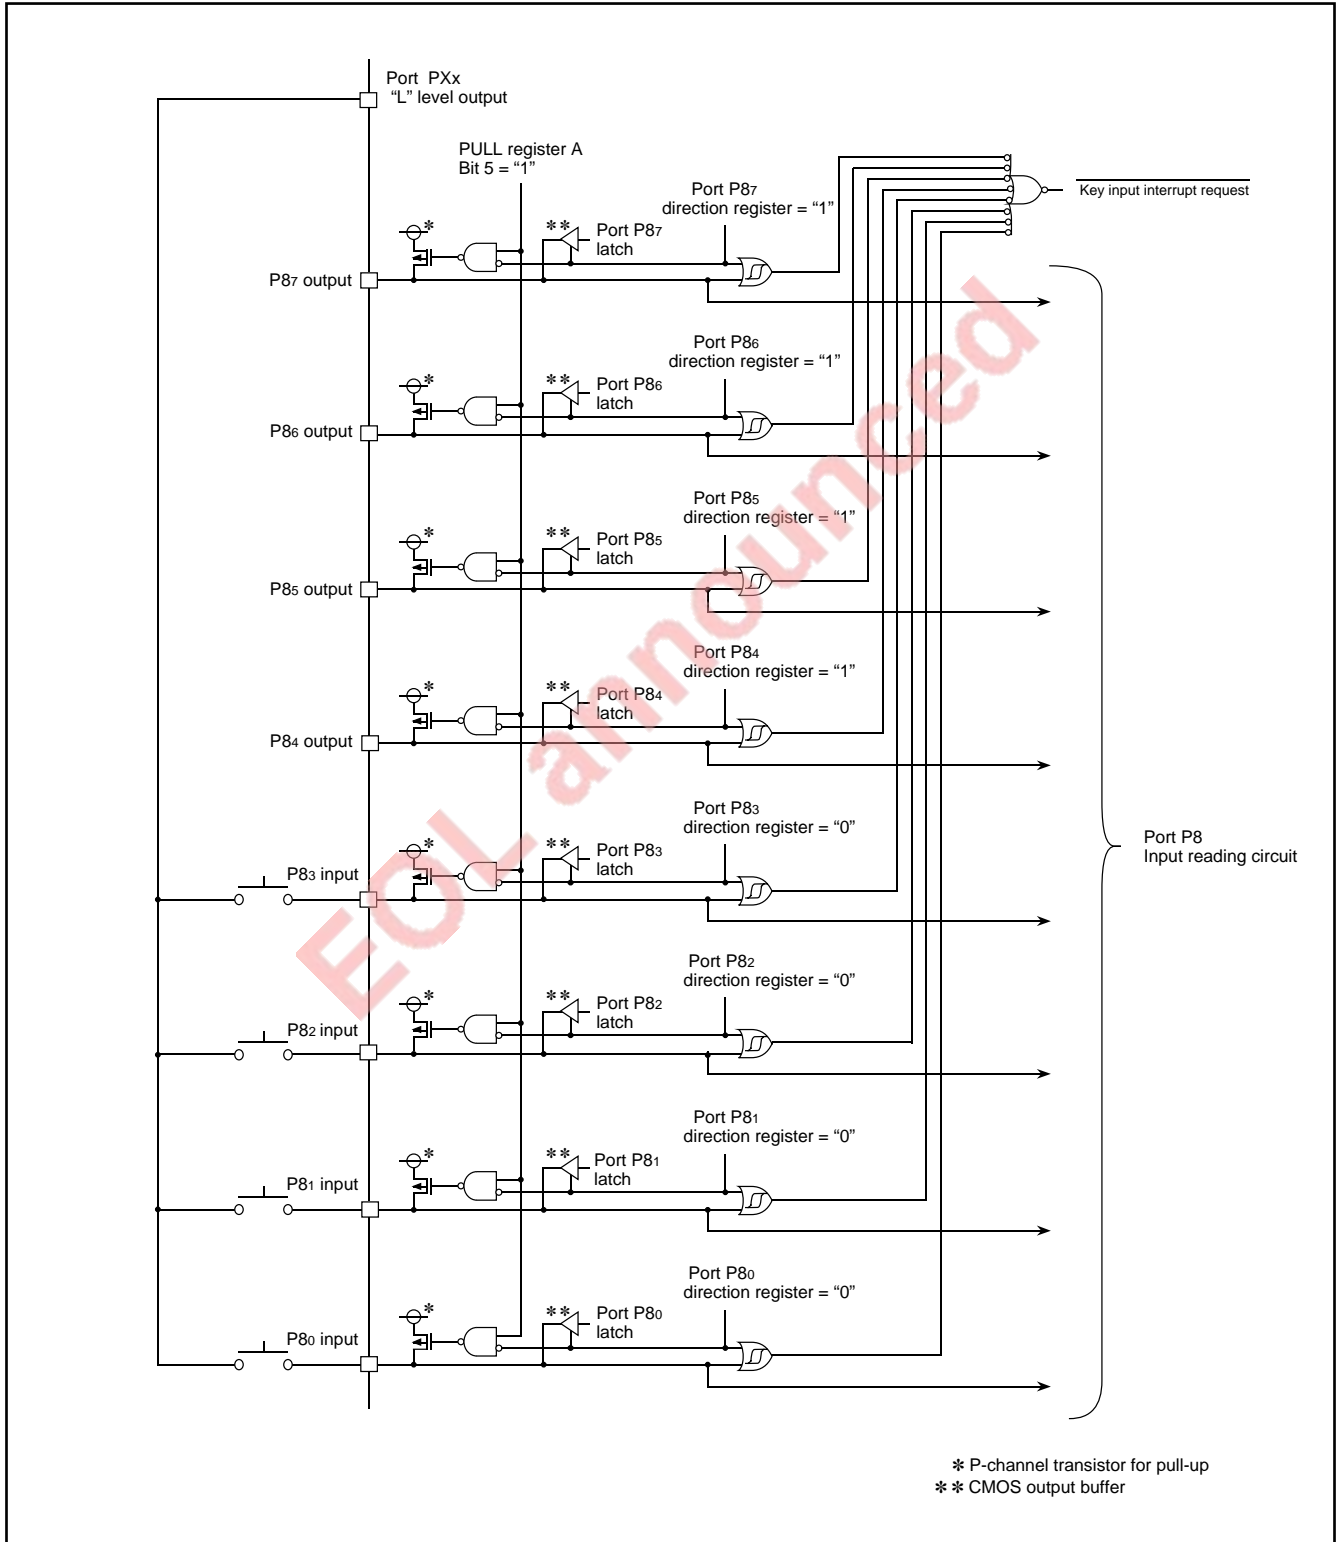 Port PXx
“L” level output
PULL register A
Bit 5 = “1”
Key input interrupt request
Port P87
direction register = “1”
Port P87
latch
P87 output
Port P86
direction register = “1”
Port P86
latch
P86 output
Port P85
direction register = “1”
Port P85
latch
P85 output
Port P84
direction register = “1”
Port P84
latch
P84 output
Port P83
direction register = “0”
Port P83
latch
P83 input
Port P8
Input reading circuit
Port P82
direction register = “0”
Port P82
latch
P82 input
Port P81
direction register = “0”
Port P81
latch
P81 input
Port P80
direction register = “0”
Port P80
latch
P80 input
* P-channel transistor for pull-up
** CMOS output buffer
EOL announced